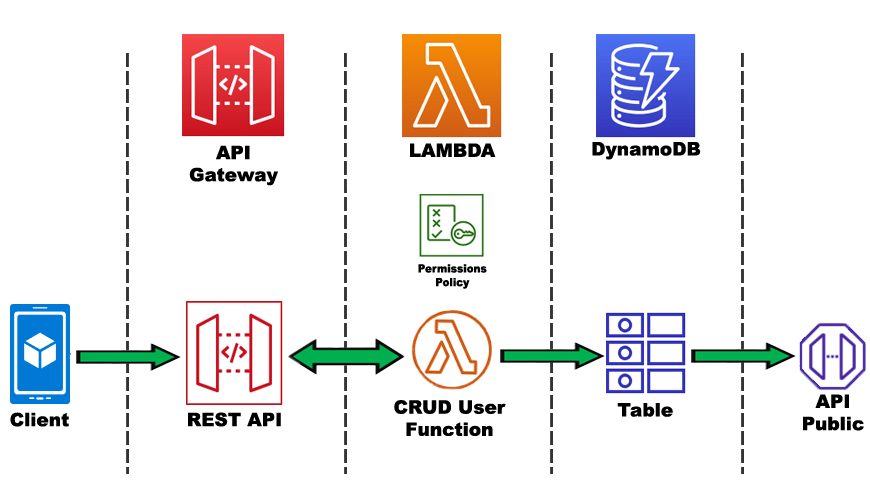 API
Gateway
LAMBDA
DynamoDB
</>
Permissions
Policy
</>
Client
REST API
CRUD User
Function
Table
API
Public